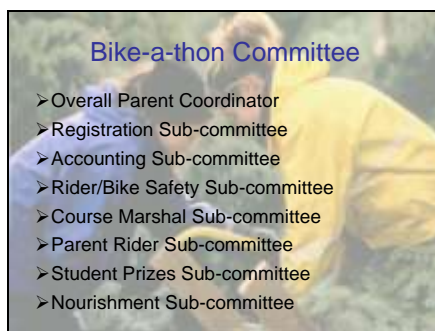 Bike-a-thon Committee
➢Overall Parent Coordinator
➢Registration Sub-committee
➢Accounting Sub-committee
➢Rider/Bike Safety Sub-committee
➢Course Marshal Sub-committee
➢Parent Rider Sub-committee
➢Student Prizes Sub-committee
➢Nourishment Sub-committee